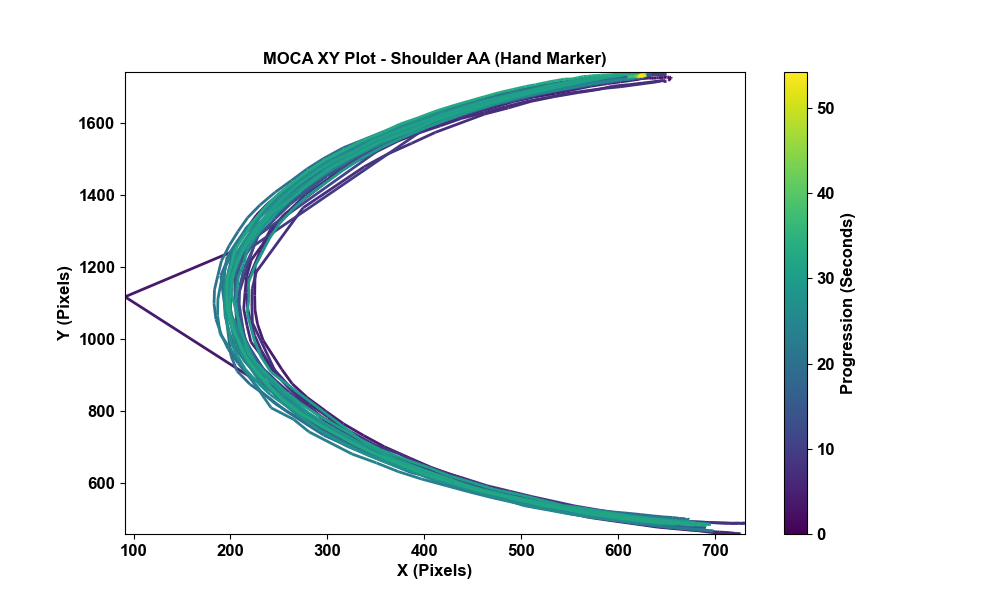 MOCA XY Plot - Shoulder AA (Hand Marker)
1600
1400
1200
1000
800
600
Y (Pixels)
100 200 300 400 500 600 700
X (Pixels)
50
40
30
20
10
0
Progression (Seconds)